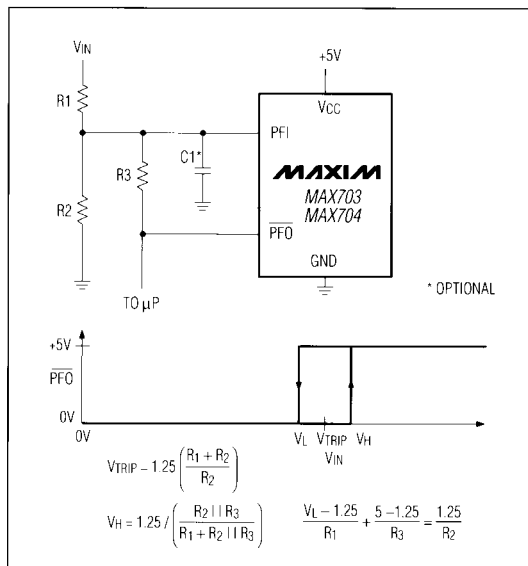 VIN
+5V
R1
VCC
PFI
C1*
R3
MAXIM
R2
MAX703
MAX704
PFO
GND
* OPTIONAL
TO µP
+5V
PFO
0V
0V
VL VTRIP VH
VIN
VTRIP – 1.25 (R1 + R2 / R2)
VH = 1.25 / (R2 || R3 / R1 + R2 || R3) VL – 1.25 / R1 + 5 – 1.25 / R3 = 1.25 / R2